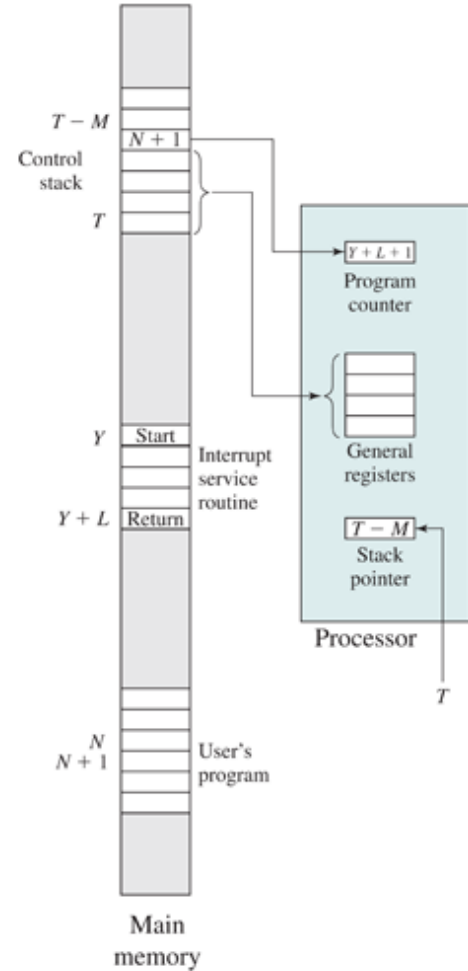 T − M
N + 1
Control
stack
T
Y + L + 1
Program
counter
Y
Start
Interrupt
service
routine
General
registers
Y + L
Return
T − M
Stack
pointer
Processor
T
N
N + 1
User's
program
Main
memory